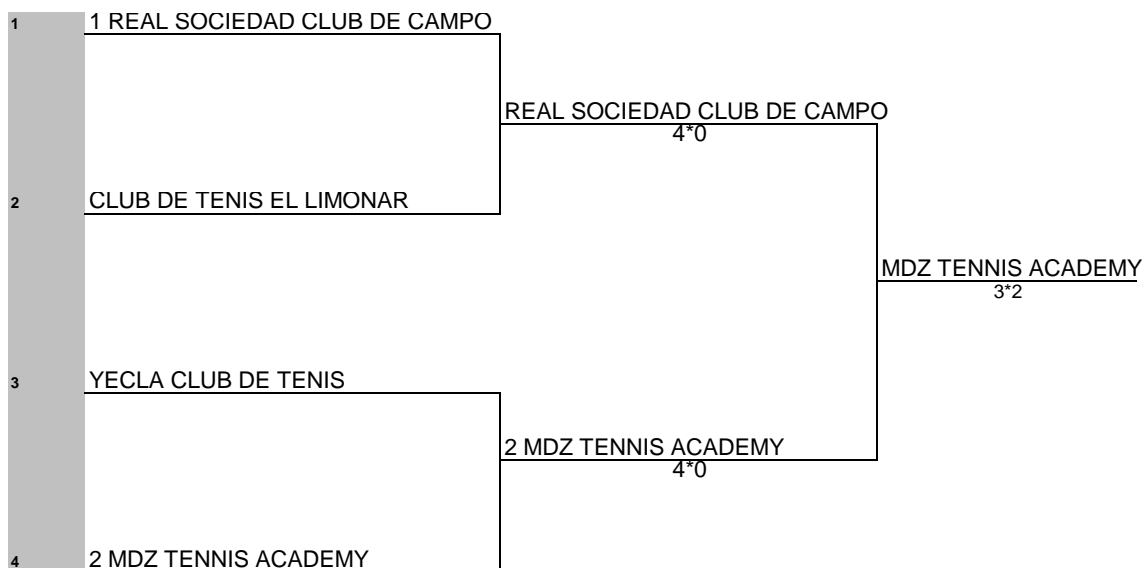 1 1 REAL SOCIEDAD CLUB DE CAMPO
REAL SOCIEDAD CLUB DE CAMPO
4*0
2 CLUB DE TENIS EL LIMONAR
MDZ TENNIS ACADEMY
3*2
3 YECLA CLUB DE TENIS
2 MDZ TENNIS ACADEMY
4*0
4 2 MDZ TENNIS ACADEMY